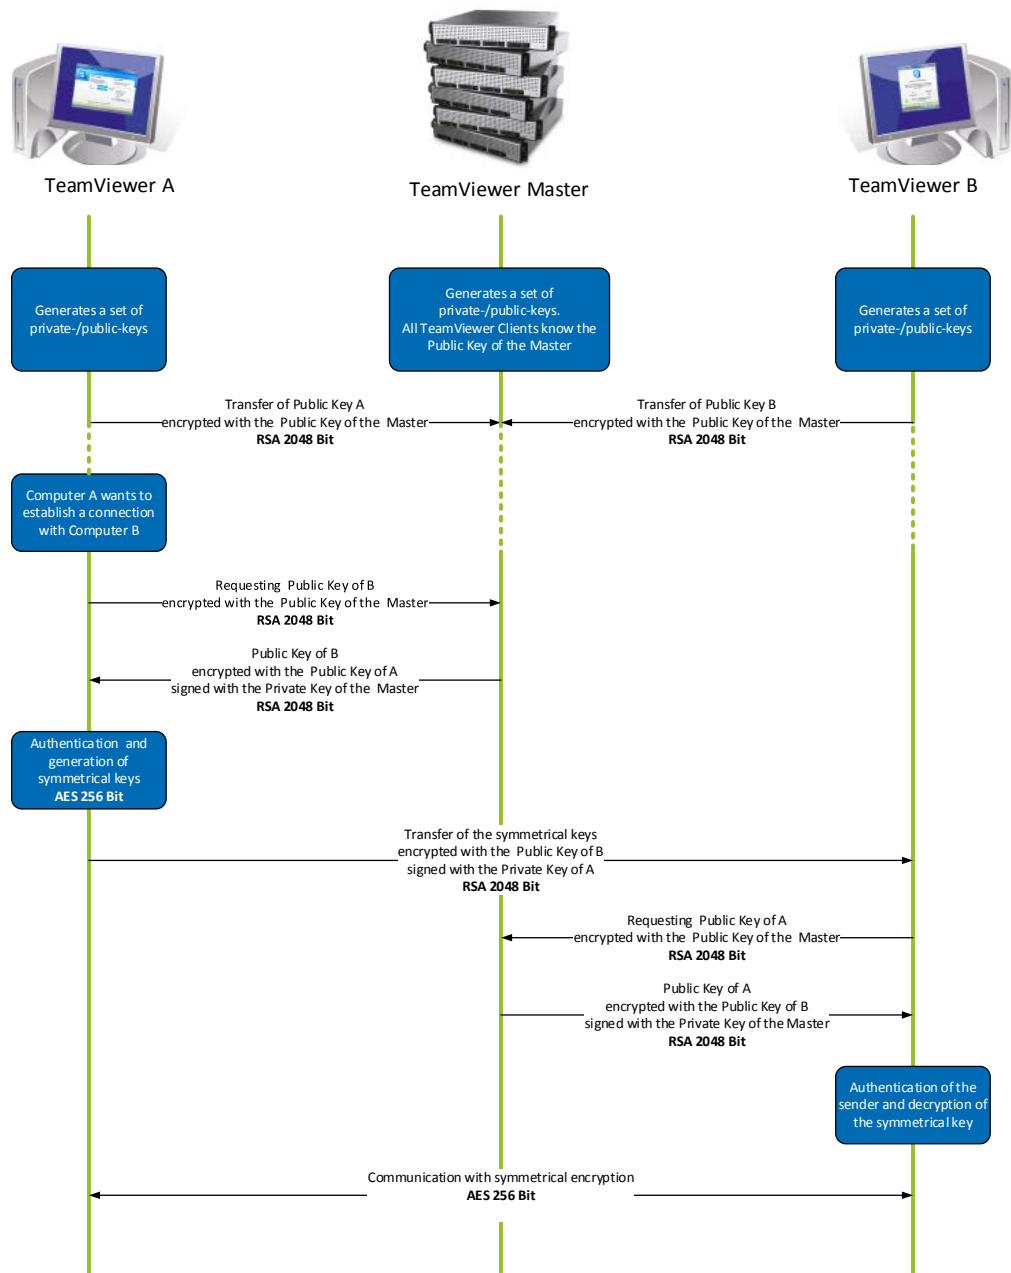 TeamViewer A
TeamViewer Master
TeamViewer B
Generates a set of
private-/public-keys
Generates a set of
private-/public-keys.
All TeamViewer Clients know the
Public Key of the Master
Generates a set of
private-/public-keys
Transfer of Public Key A
encrypted with the Public Key of the Master
RSA 2048 Bit
Transfer of Public Key B
encrypted with the Public Key of the Master
RSA 2048 Bit
Computer A wants to
establish a connection
with Computer B
Requesting Public Key of B
encrypted with the Public Key of the Master
RSA 2048 Bit
Public Key of B
encrypted with the Public Key of A
signed with the Private Key of the Master
RSA 2048 Bit
Authentication and
generation of
symmetrical keys
AES 256 Bit
Transfer of the symmetrical keys
encrypted with the Public Key of B
signed with the Private Key of A
RSA 2048 Bit
Requesting Public Key of A
encrypted with the Public Key of the Master
RSA 2048 Bit
Public Key of A
encrypted with the Public Key of B
signed with the Private Key of the Master
RSA 2048 Bit
Authentication of the
sender and decryption of
the symmetrical key
Communication with symmetrical encryption
AES 256 Bit